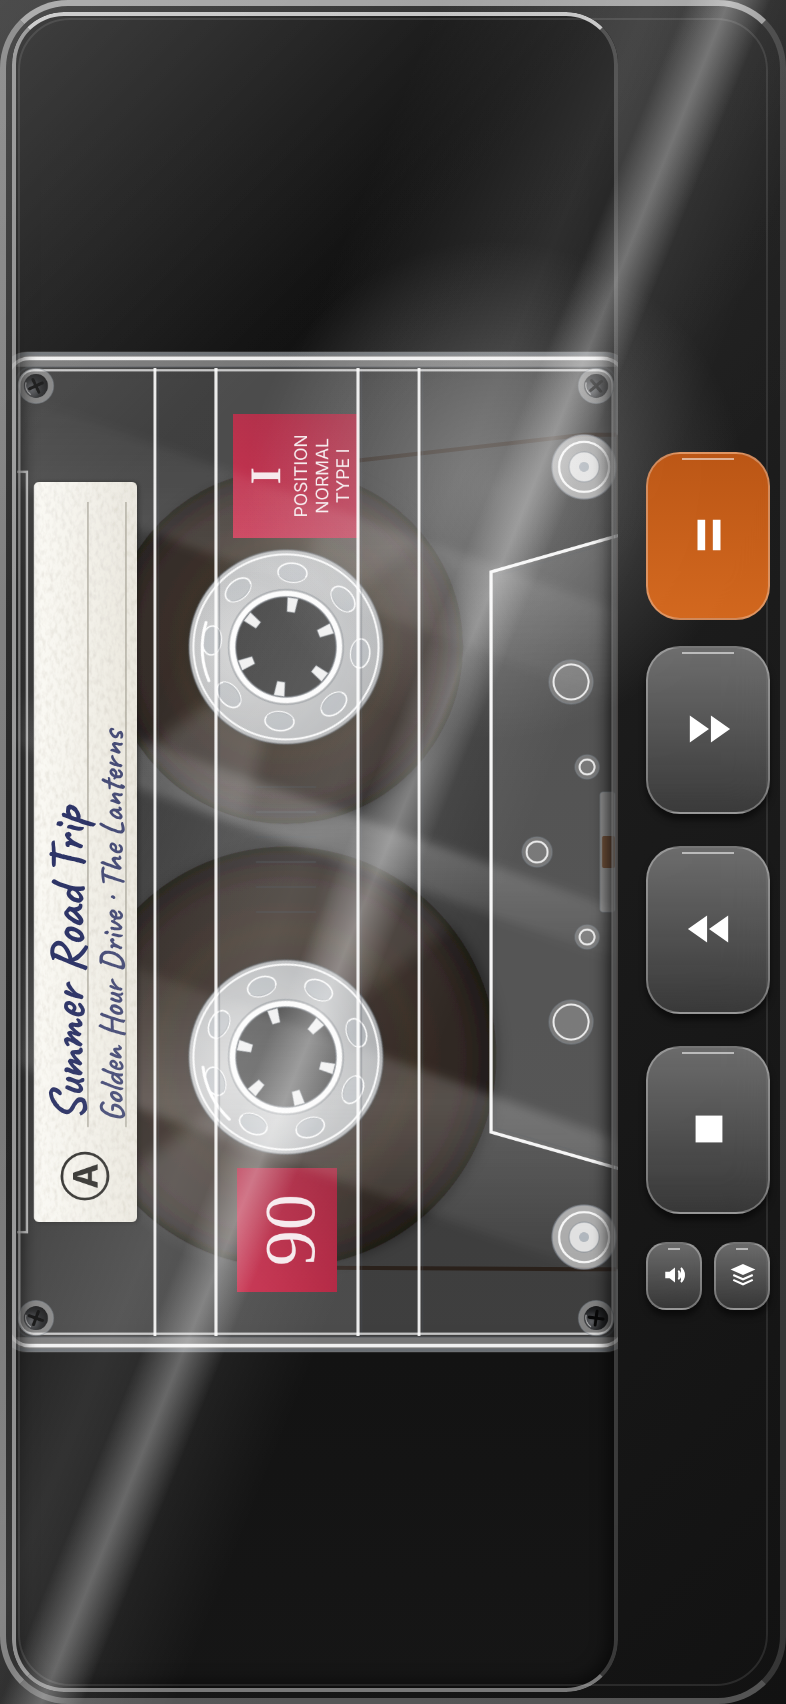 A
Summer Road Trip
Golden Hour Drive · The Lanterns
90
I
POSITION
NORMAL
TYPE I